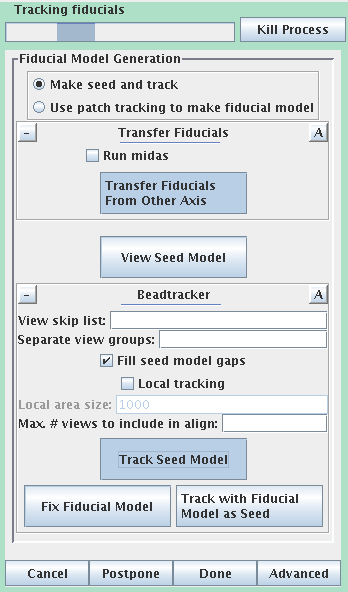 Tracking fiducials
Kill Process
Fiducial Model Generation
Make seed and track
Use patch tracking to make fiducial model
- Transfer Fiducials A
Run midas
Transfer Fiducials
From Other Axis
View Seed Model
- Beadtracker A
View skip list:
Separate view groups:
Fill seed model gaps
Local tracking
Local area size: 1000
Max. # views to include in align:
Track Seed Model
Fix Fiducial Model
Track with Fiducial
Model as Seed
Cancel Postpone Done Advanced